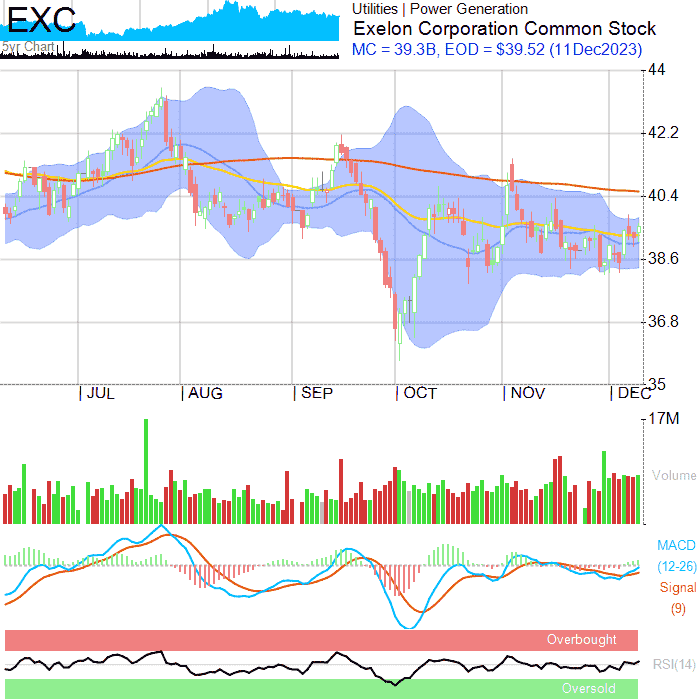 EXC
5yr Chart
Utilities | Power Generation
Exelon Corporation Common Stock
MC = 39.3B, EOD = $39.52 (11Dec2023)
44
42.2
40.4
38.6
36.8
35
JUL
AUG
SEP
OCT
NOV
DEC
17M
Volume
MACD
(12-26)
Signal
(9)
Overbought
RSI(14)
Oversold